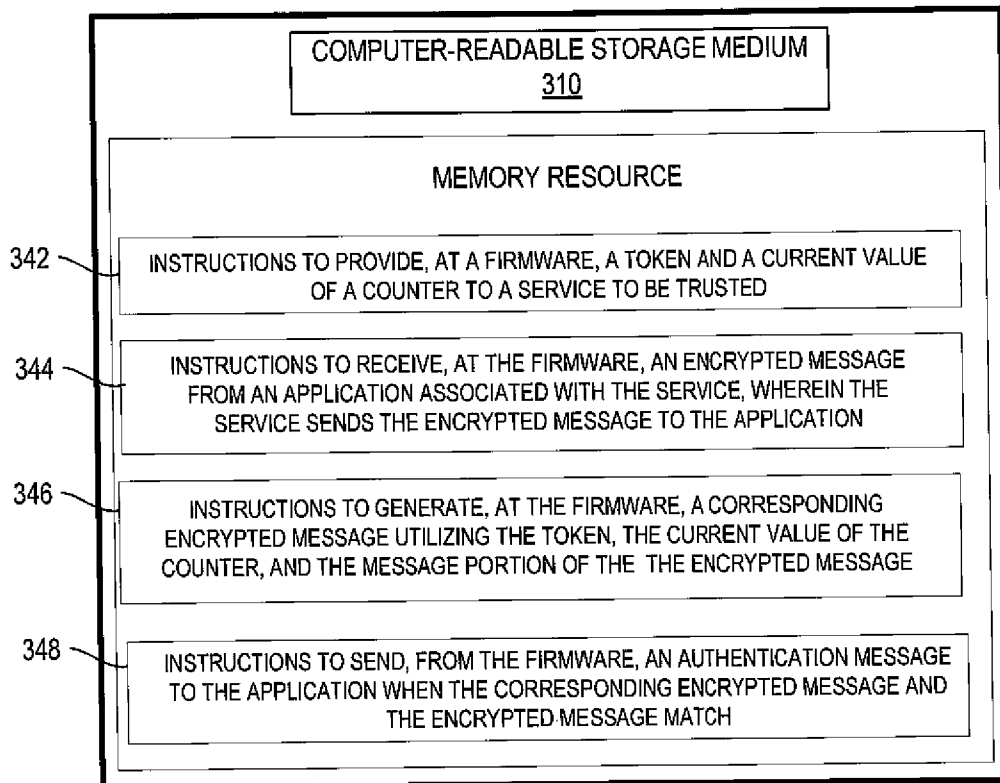 COMPUTER-READABLE STORAGE MEDIUM
310
MEMORY RESOURCE
342
INSTRUCTIONS TO PROVIDE, AT A FIRMWARE, A TOKEN AND A CURRENT VALUE
OF A COUNTER TO A SERVICE TO BE TRUSTED
344
INSTRUCTIONS TO RECEIVE, AT THE FIRMWARE, AN ENCRYPTED MESSAGE
FROM AN APPLICATION ASSOCIATED WITH THE SERVICE, WHEREIN THE
SERVICE SENDS THE ENCRYPTED MESSAGE TO THE APPLICATION
346
INSTRUCTIONS TO GENERATE, AT THE FIRMWARE, A CORRESPONDING
ENCRYPTED MESSAGE UTILIZING THE TOKEN, THE CURRENT VALUE OF THE
COUNTER, AND THE MESSAGE PORTION OF THE THE ENCRYPTED MESSAGE
348
INSTRUCTIONS TO SEND, FROM THE FIRMWARE, AN AUTHENTICATION MESSAGE
TO THE APPLICATION WHEN THE CORRESPONDING ENCRYPTED MESSAGE AND
THE ENCRYPTED MESSAGE MATCH